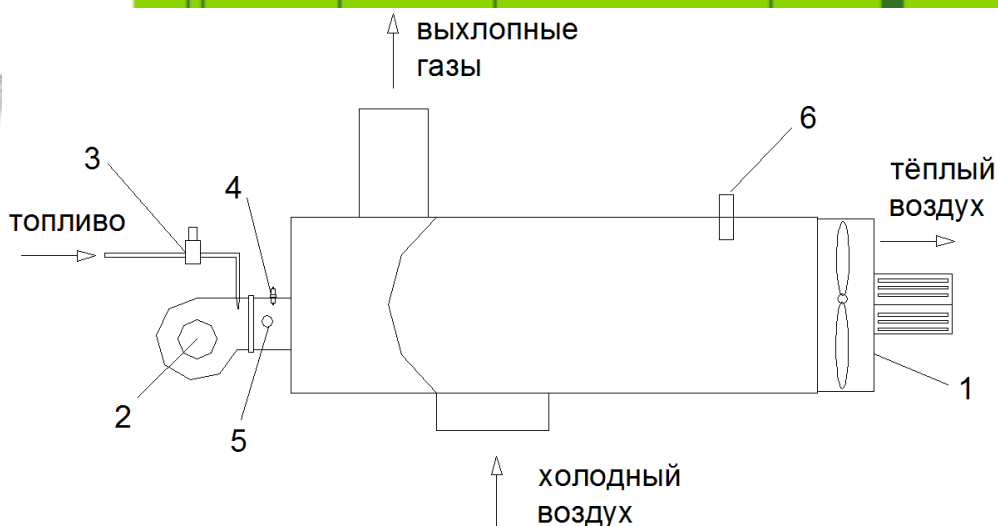 выхлопные
газы
6
3
4
тёплый
воздух
топливо
1
2
5
холодный
воздух